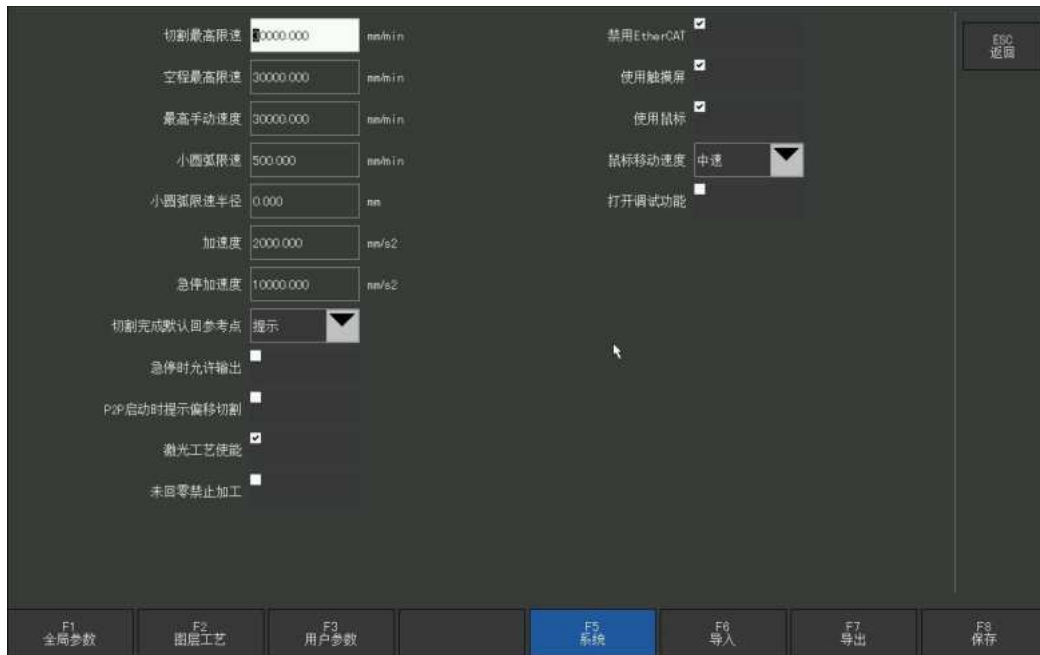 切割最高限速 30000.000 mm/min
空程最高限速 30000.000 mm/min
最高手动速度 30000.000 mm/min
小圆弧限速 500.000 mm/min
小圆弧限速半径 0.000 mm
加速度 2000.000 mm/s2
急停加速度 10000.000 mm/s2
切割完成默认回参考点 提示
急停时允许输出
P2P启动时提示偏移切割
激光工艺使能
未回零禁止加工
禁用EtherCAT
使用触摸屏
使用鼠标
鼠标移动速度 中速
打开调试功能
ESC
返回
F1
全局参数
F2
图层工艺
F3
用户参数
F5
系统
F6
导入
F7
导出
F8
保存